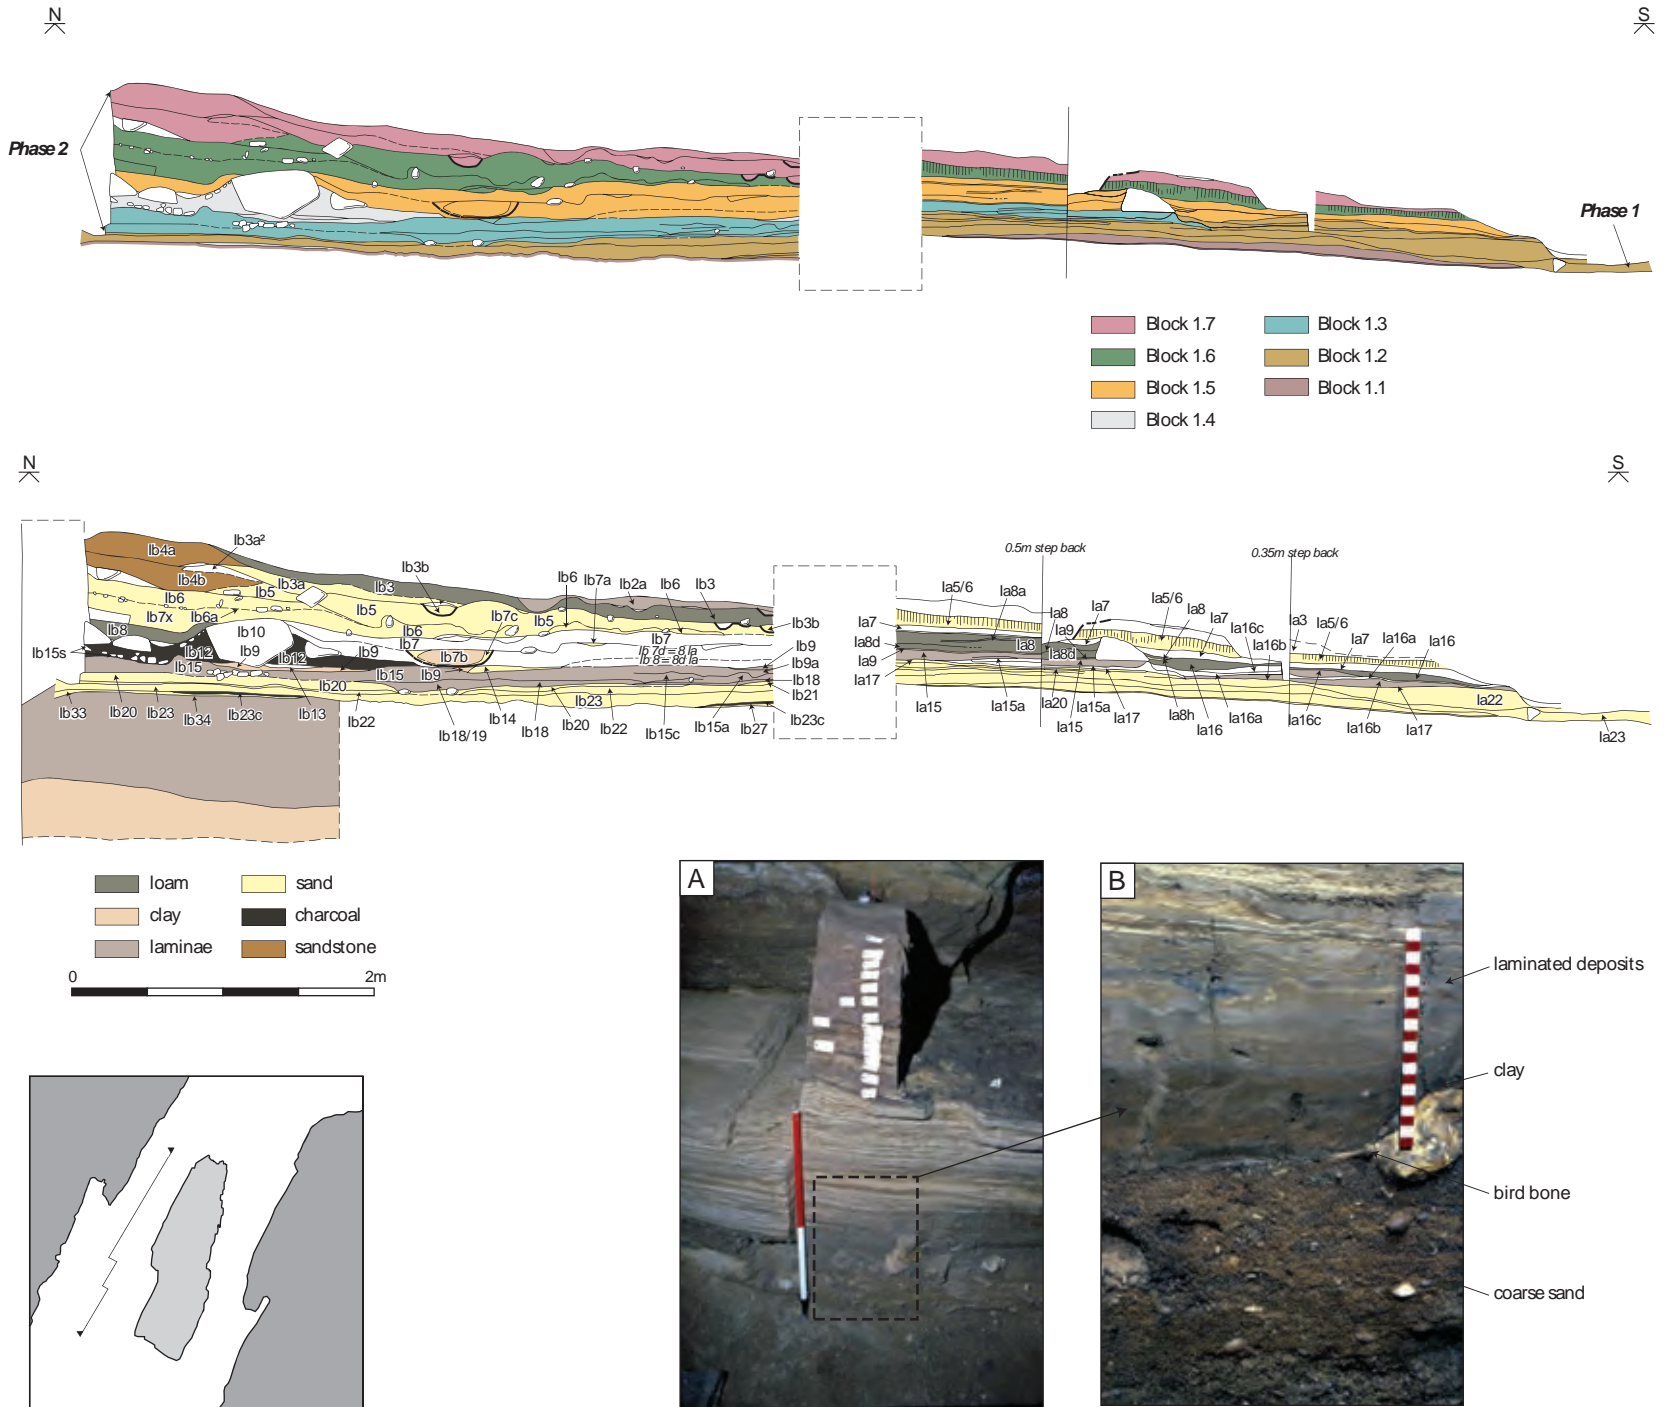 N
S
Phase 2
Phase 1
Block 1.7
Block 1.3
Block 1.6
Block 1.2
Block 1.5
Block 1.1
Block 1.4
N
S
Ib4a
Ib3a²
Ib4b
Ib3a
Ib3
Ib3b
Ib6
Ib7a
Ib2a
Ib6
Ib3
Ib6
Ib5
Ib5
Ib7c
Ib5
Ib3b
Ib7x
Ib6a
Ib6
Ib7
Ib7
Ib8
Ib10
Ib7b
Ib 7d = 8 Ia
Ib 8 = 8d Ia
Ib9
Ib15s
Ib12
Ib9
Ib12
Ib9
Ib9a
Ib15
Ib15
Ib9
Ib18
Ib20
Ib21
Ib23
Ib33
Ib20
Ib23
Ib34
Ib23c
Ib13
Ib22
Ib18/19
Ib14
Ib18
Ib20
Ib22
Ib15c
Ib15a
Ib27
Ib23c
0.5m step back
0.35m step back
Ia5/6
Ia8a
Ia8
Ia7
Ia5/6
Ia8
Ia7
Ia16c
Ia16b
Ia3
Ia5/6
Ia7
Ia16a
Ia16
Ia7
Ia8d
Ia9
Ia17
Ia8
Ia9
Ia8d
Ia15
Ia15a
Ia20
Ia15
Ia15a
Ia17
Ia8h
Ia16
Ia16a
Ia16c
Ia16b
Ia17
Ia22
Ia23
loam
sand
clay
charcoal
laminae
sandstone
0
2m
A
B
laminated deposits
clay
bird bone
coarse sand